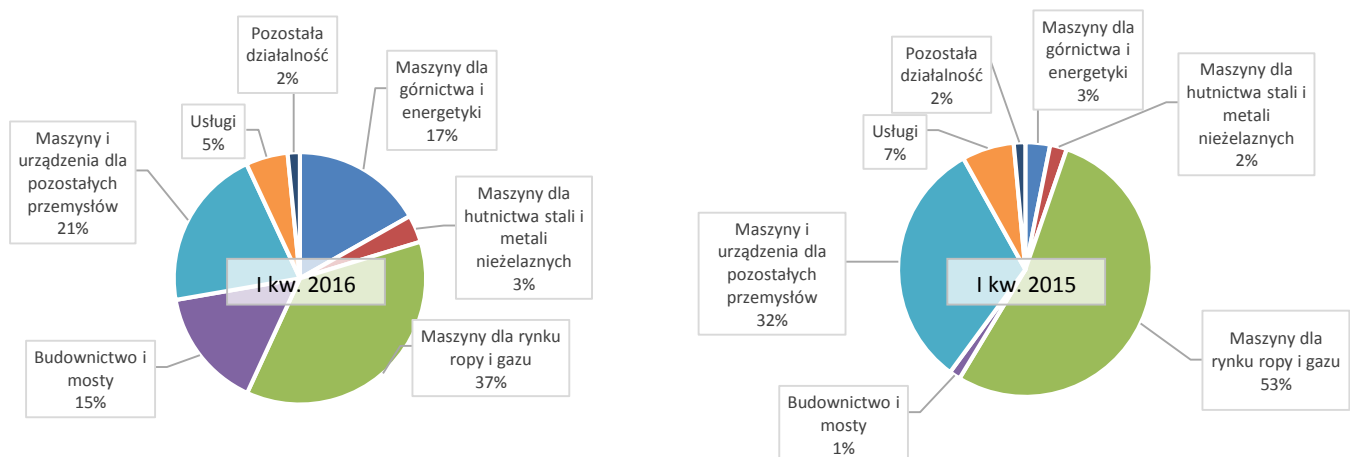 Pozostała
działalność
2%
Maszyny dla
górnictwa i
energetyki
17%
Maszyny dla
hutnictwa stali i
metali
nieżelaznych
3%
Maszyny dla rynku
ropy i gazu
37%
Budownictwo i
mosty
15%
Maszyny i
urządzenia dla
pozostałych
przemysłów
21%
Usługi
5%
I kw. 2016
Pozostała
działalność
2%
Maszyny dla
górnictwa i
energetyki
3%
Maszyny dla
hutnictwa stali i
metali
nieżelaznych
2%
Maszyny dla
rynku ropy i gazu
53%
Budownictwo i
mosty
1%
Maszyny i
urządzenia dla
pozostałych
przemysłów
32%
Usługi
7%
I kw. 2015